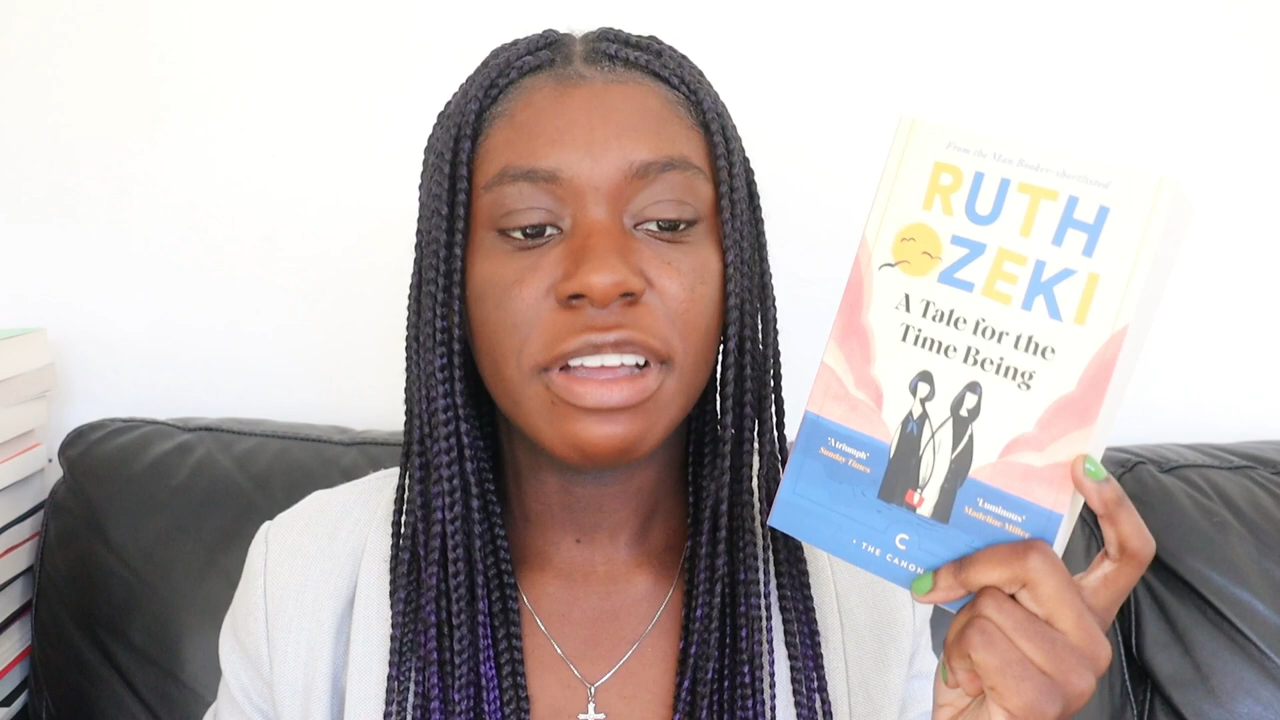 From the Man Booker-shortlisted
RUTH
OZEKI
A Tale for the
Time Being
'A triumph'
Sunday Times
'Luminous'
Madeline Miller
C
• THE CANON